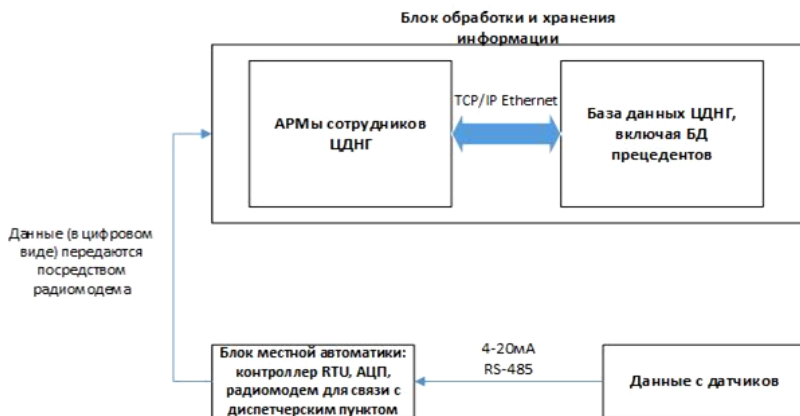 Блок обработки и хранения
информации
TCP/IP Ethernet
АРМы сотрудников
ЦДНГ
База данных ЦДНГ,
включая БД
прецедентов
Данные (в цифровом
виде) передаются
посредством
радиомодема
Блок местной автоматики:
контроллер RTU, АЦП,
радиомодем для связи с
диспетчерским пунктом
4-20мА
RS-485
Данные с датчиков